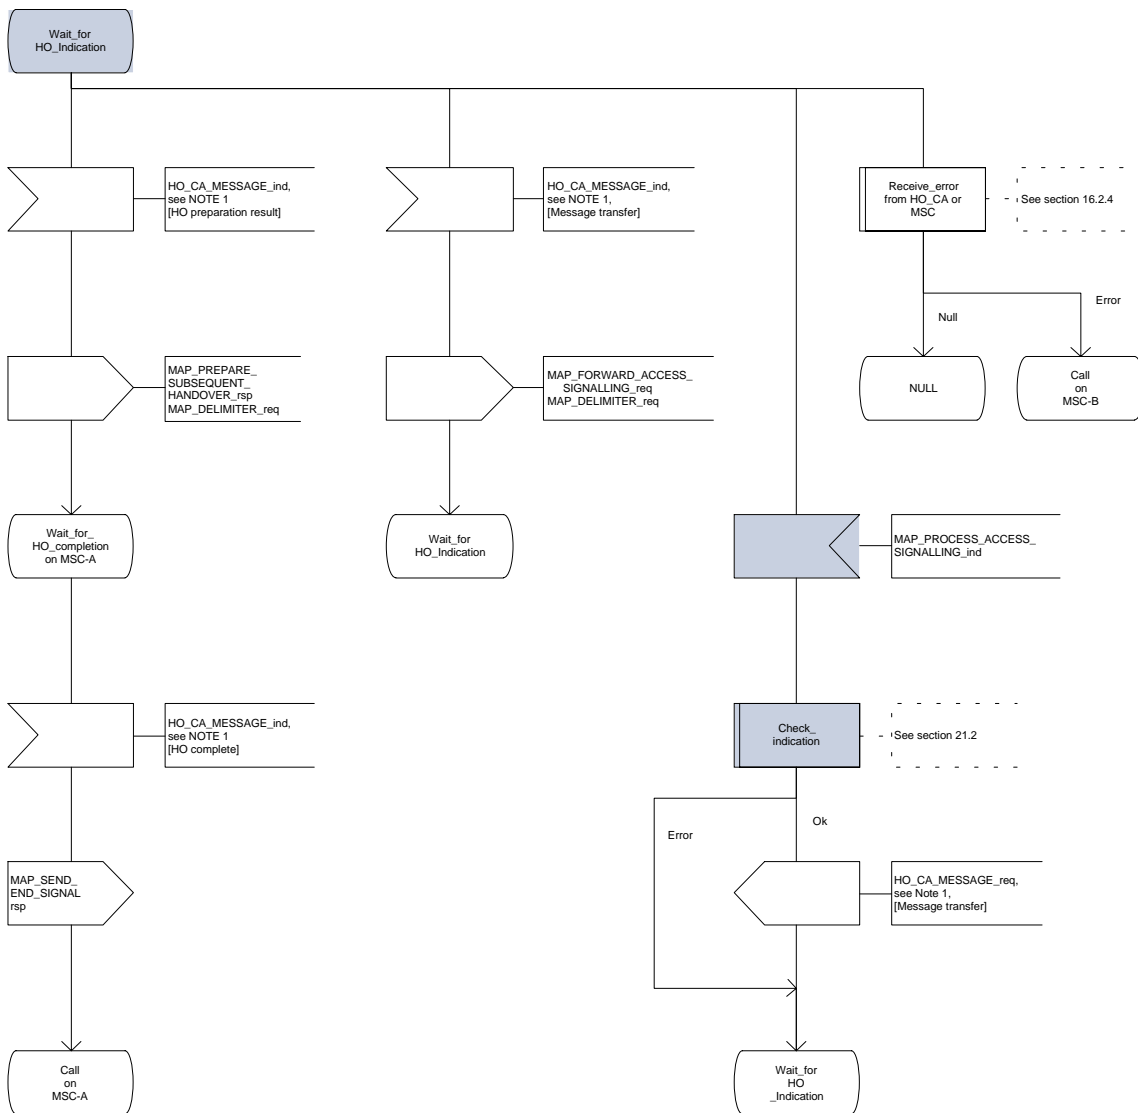 Wait_for
HO_Indication
HO_CA_MESSAGE_ind,
see NOTE 1
[HO preparation result]
HO_CA_MESSAGE_ind,
see NOTE 1,
[Message transfer]
Receive_error
from HO_CA or
MSC
See section 16.2.4
Null
Error
MAP_PREPARE_
SUBSEQUENT_
HANDOVER_rsp
MAP_DELIMITER_req
MAP_FORWARD_ACCESS_
SIGNALLING_req
MAP_DELIMITER_req
NULL
Call
on
MSC-B
Wait_for_
HO_completion
on MSC-A
Wait_for
HO_Indication
MAP_PROCESS_ACCESS_
SIGNALLING_ind
HO_CA_MESSAGE_ind,
see NOTE 1
[HO complete]
Check_
indication
See section 21.2
Error
Ok
MAP_SEND_
END_SIGNAL
rsp
HO_CA_MESSAGE_req,
see Note 1,
[Message transfer]
Call
on
MSC-A
Wait_for
HO
_Indication